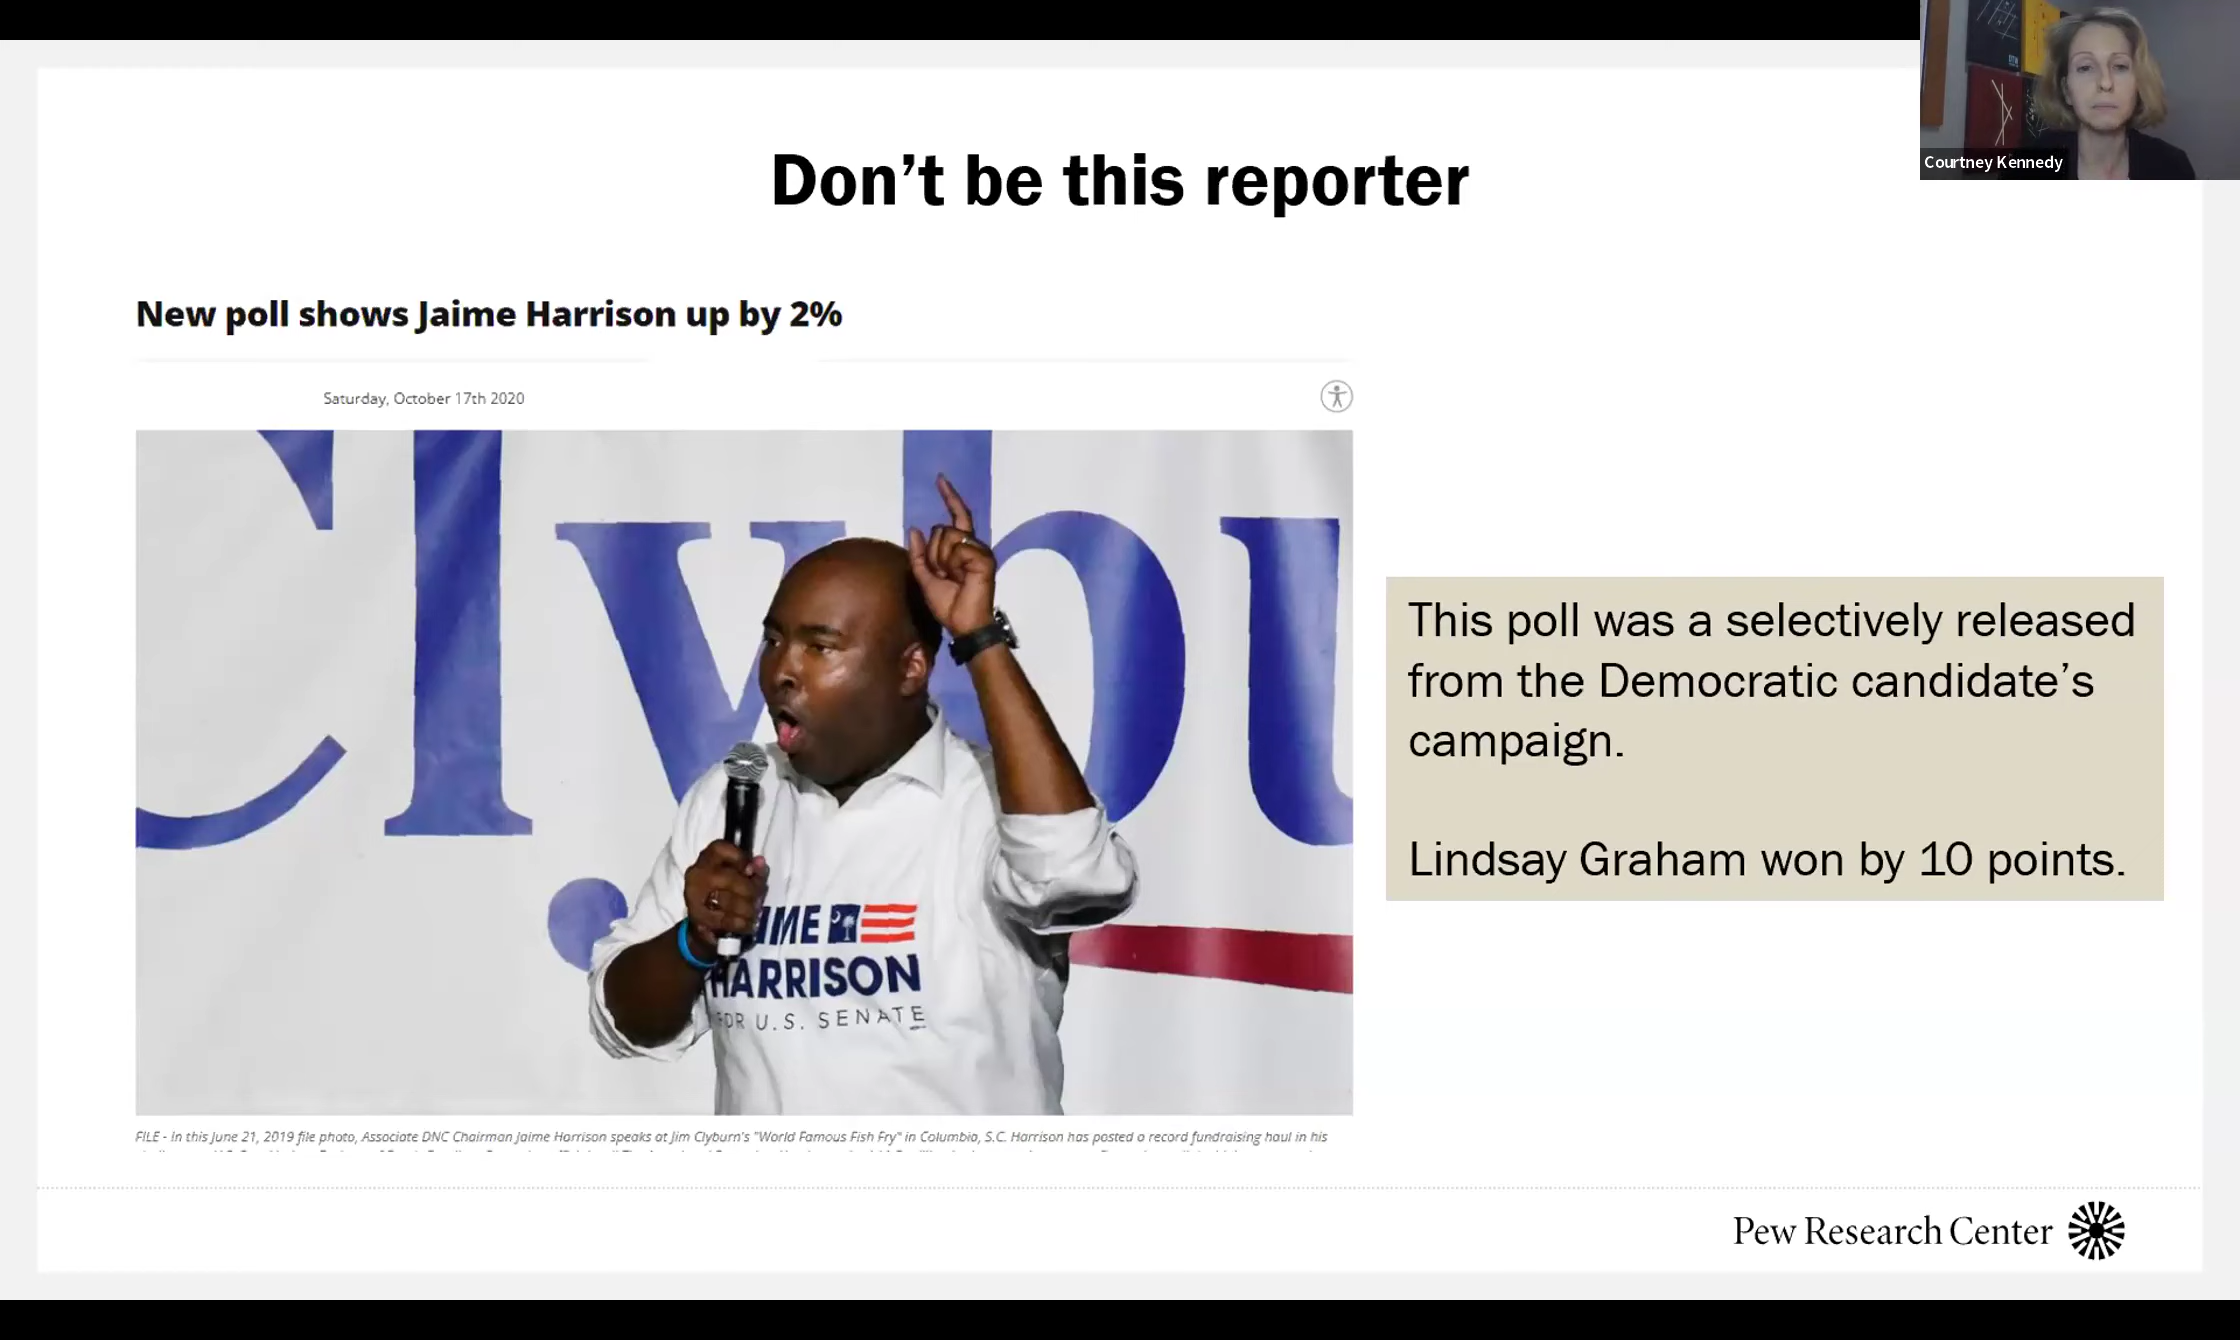 Courtney Kennedy
Don't be this reporter
New poll shows Jaime Harrison up by 2%
Saturday, October 17th 2020
Clybu
IME
HARRISON
FOR U.S. SENATE
This poll was a selectively released
from the Democratic candidate's
campaign.
Lindsay Graham won by 10 points.
FILE - In this June 21, 2019 file photo, Associate DNC Chairman Jaime Harrison speaks at Jim Clyburn's "World Famous Fish Fry" in Columbia, S.C. Harrison has posted a record fundraising haul in his
Pew Research Center